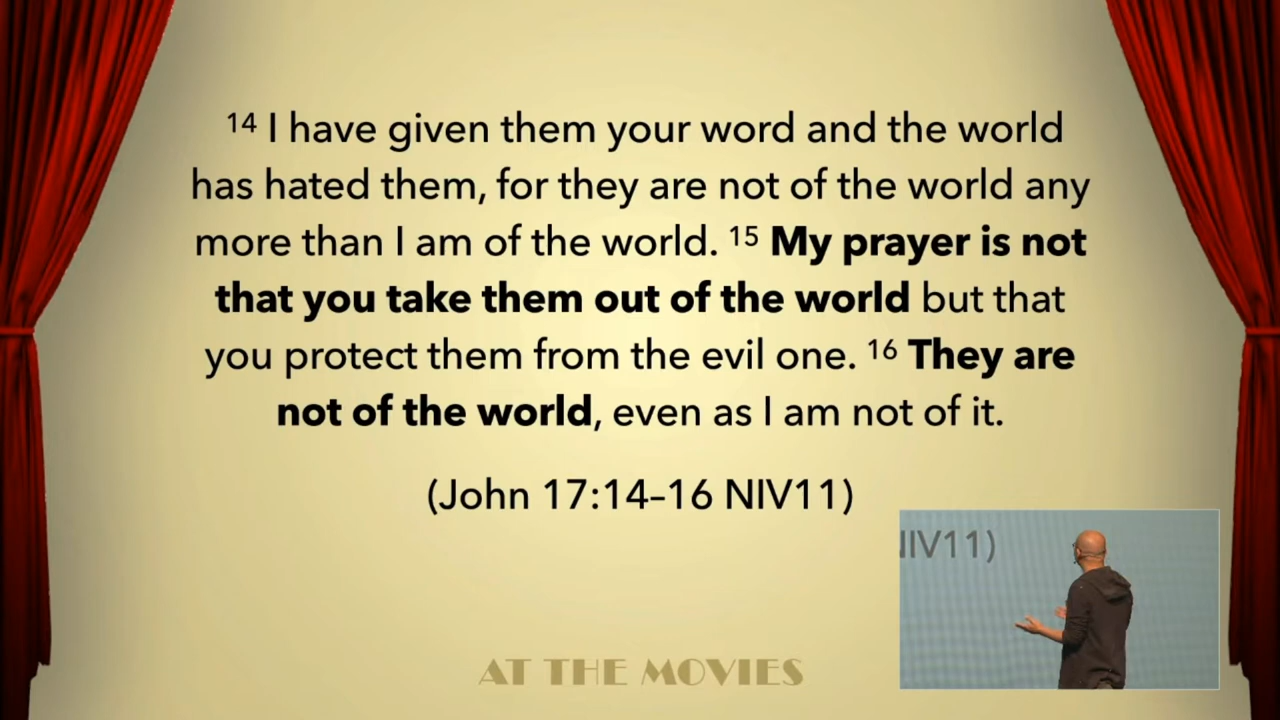 14 I have given them your word and the world
has hated them, for they are not of the world any
more than I am of the world. 15 My prayer is not
that you take them out of the world but that
you protect them from the evil one. 16 They are
not of the world, even as I am not of it.
(John 17:14–16 NIV11)
IV11)
AT THE MOVIES